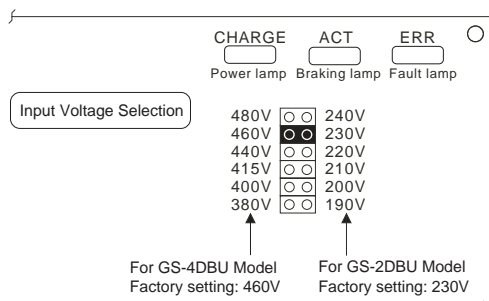 CHARGE ACT ERR
Power lamp Braking lamp Fault lamp
Input Voltage Selection
480V 240V
460V 230V
440V 220V
415V 210V
400V 200V
380V 190V
For GS-4DBU Model
Factory setting: 460V
For GS-2DBU Model
Factory setting: 230V